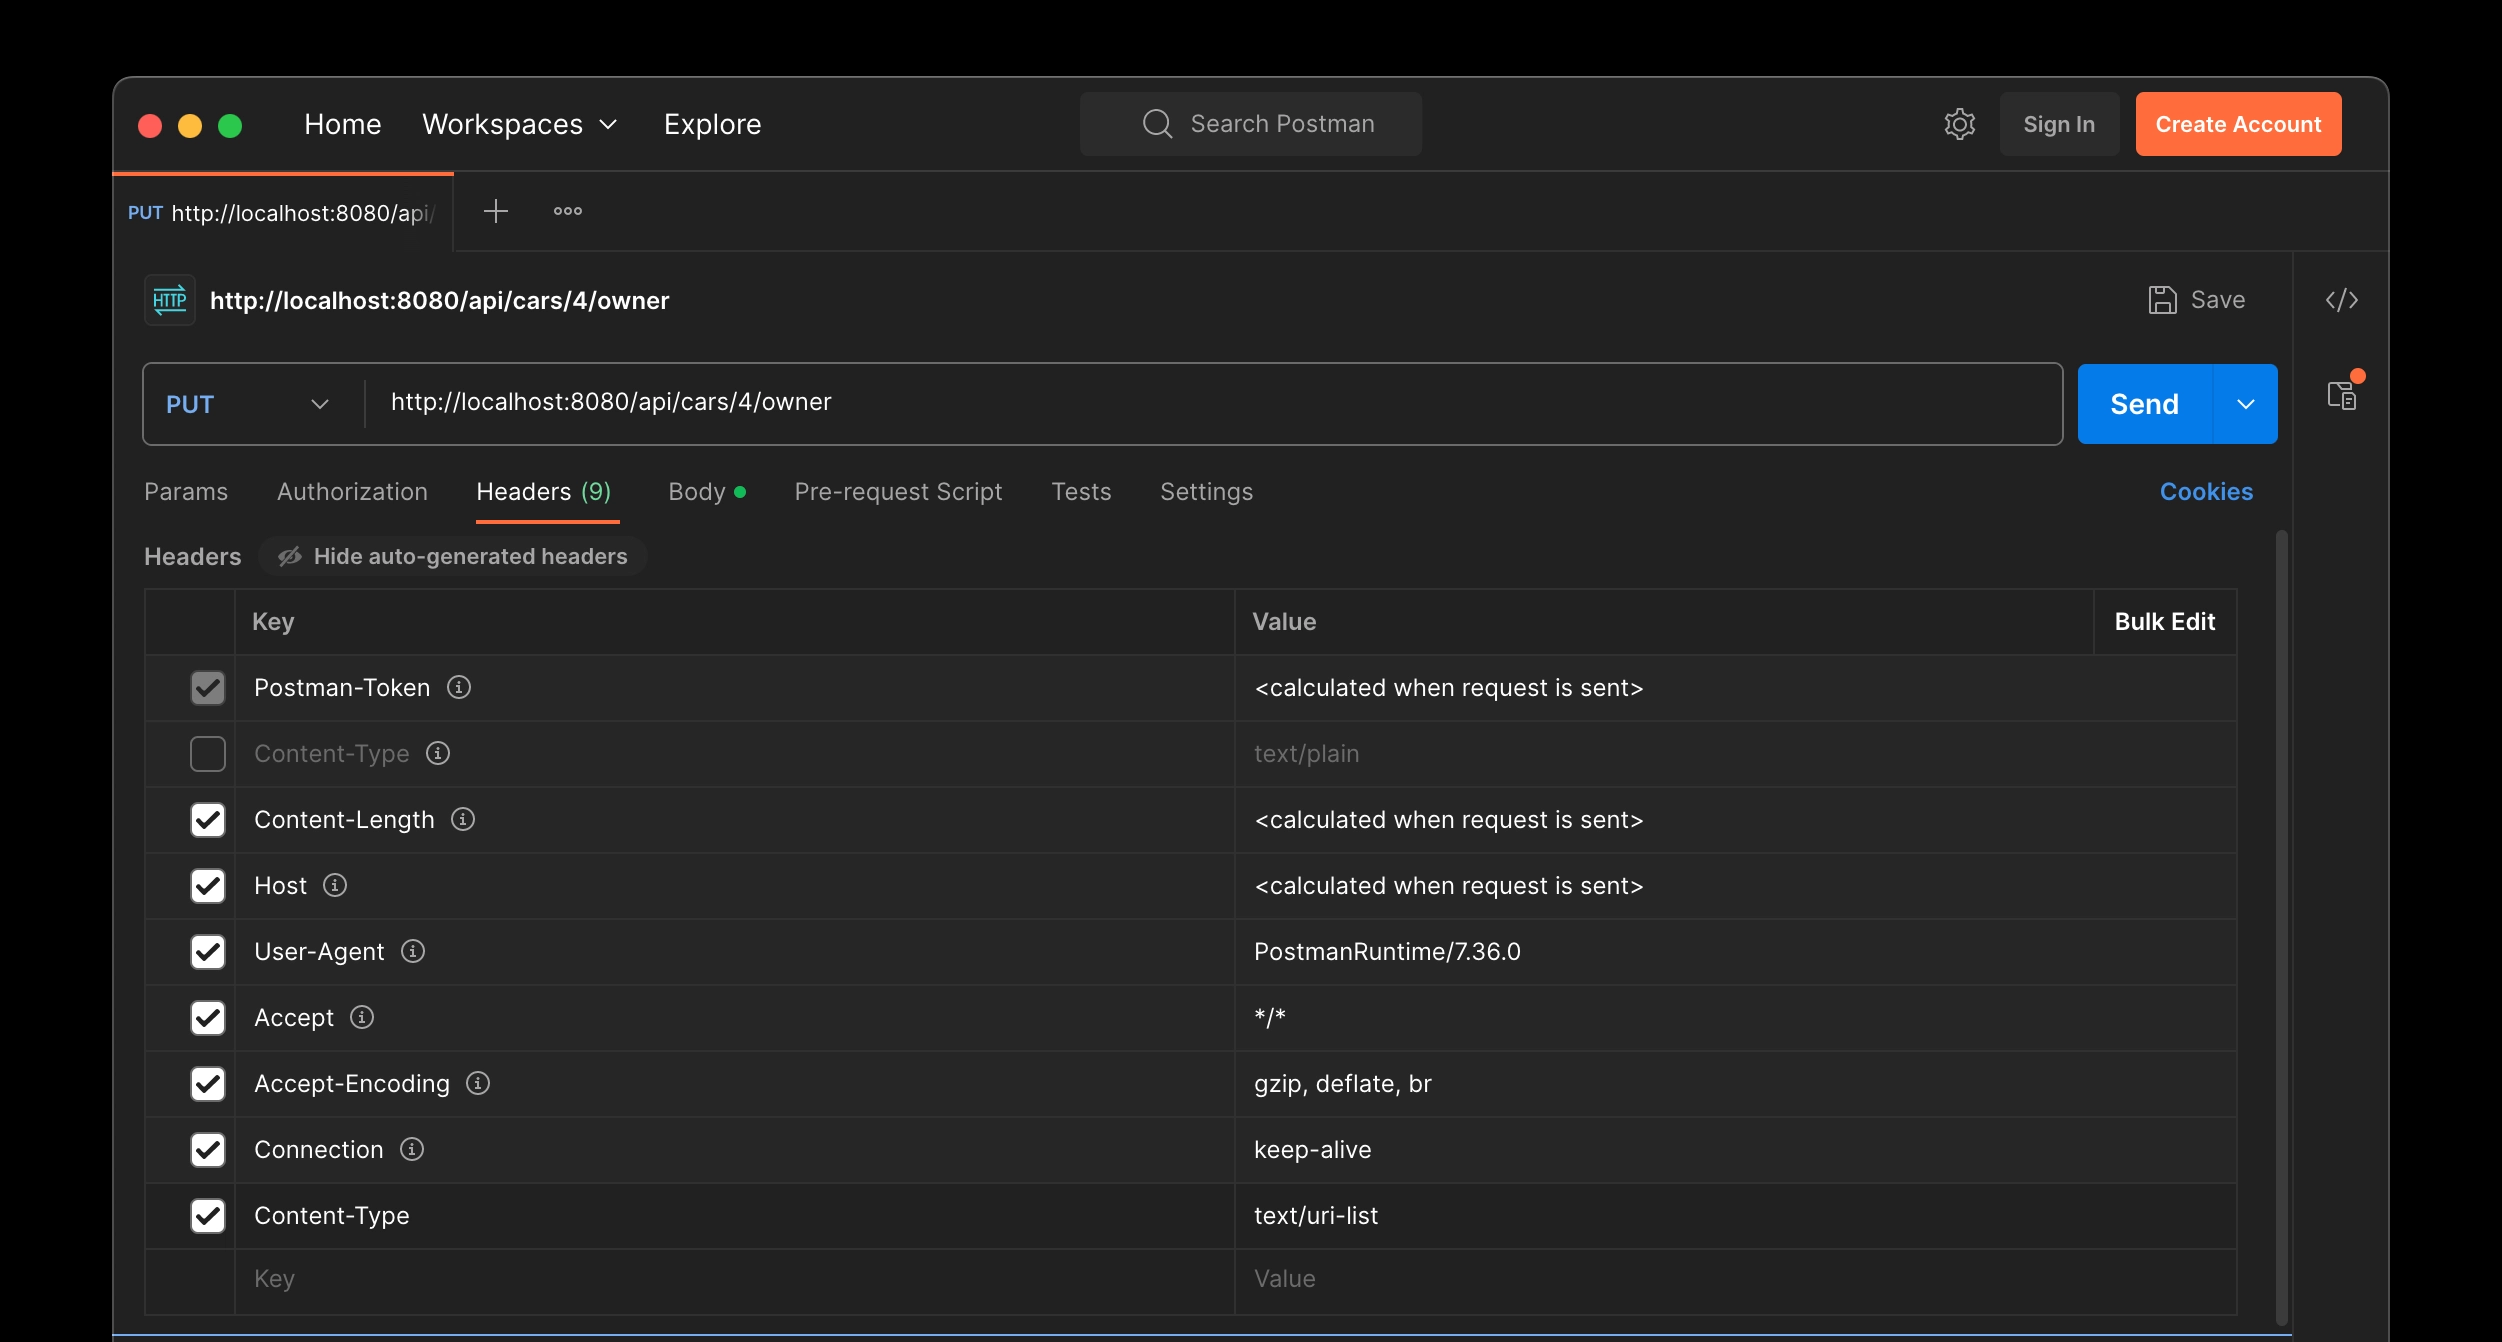 Home Workspaces Explore Search Postman Sign In Create Account
PUT http://localhost:8080/api/
HTTP http://localhost:8080/api/cars/4/owner Save
PUT http://localhost:8080/api/cars/4/owner Send
Params Authorization Headers (9) Body Pre-request Script Tests Settings Cookies
Headers Hide auto-generated headers
Key Value Bulk Edit
Postman-Token <calculated when request is sent>
Content-Type text/plain
Content-Length <calculated when request is sent>
Host <calculated when request is sent>
User-Agent PostmanRuntime/7.36.0
Accept */*
Accept-Encoding gzip, deflate, br
Connection keep-alive
Content-Type text/uri-list
Key Value